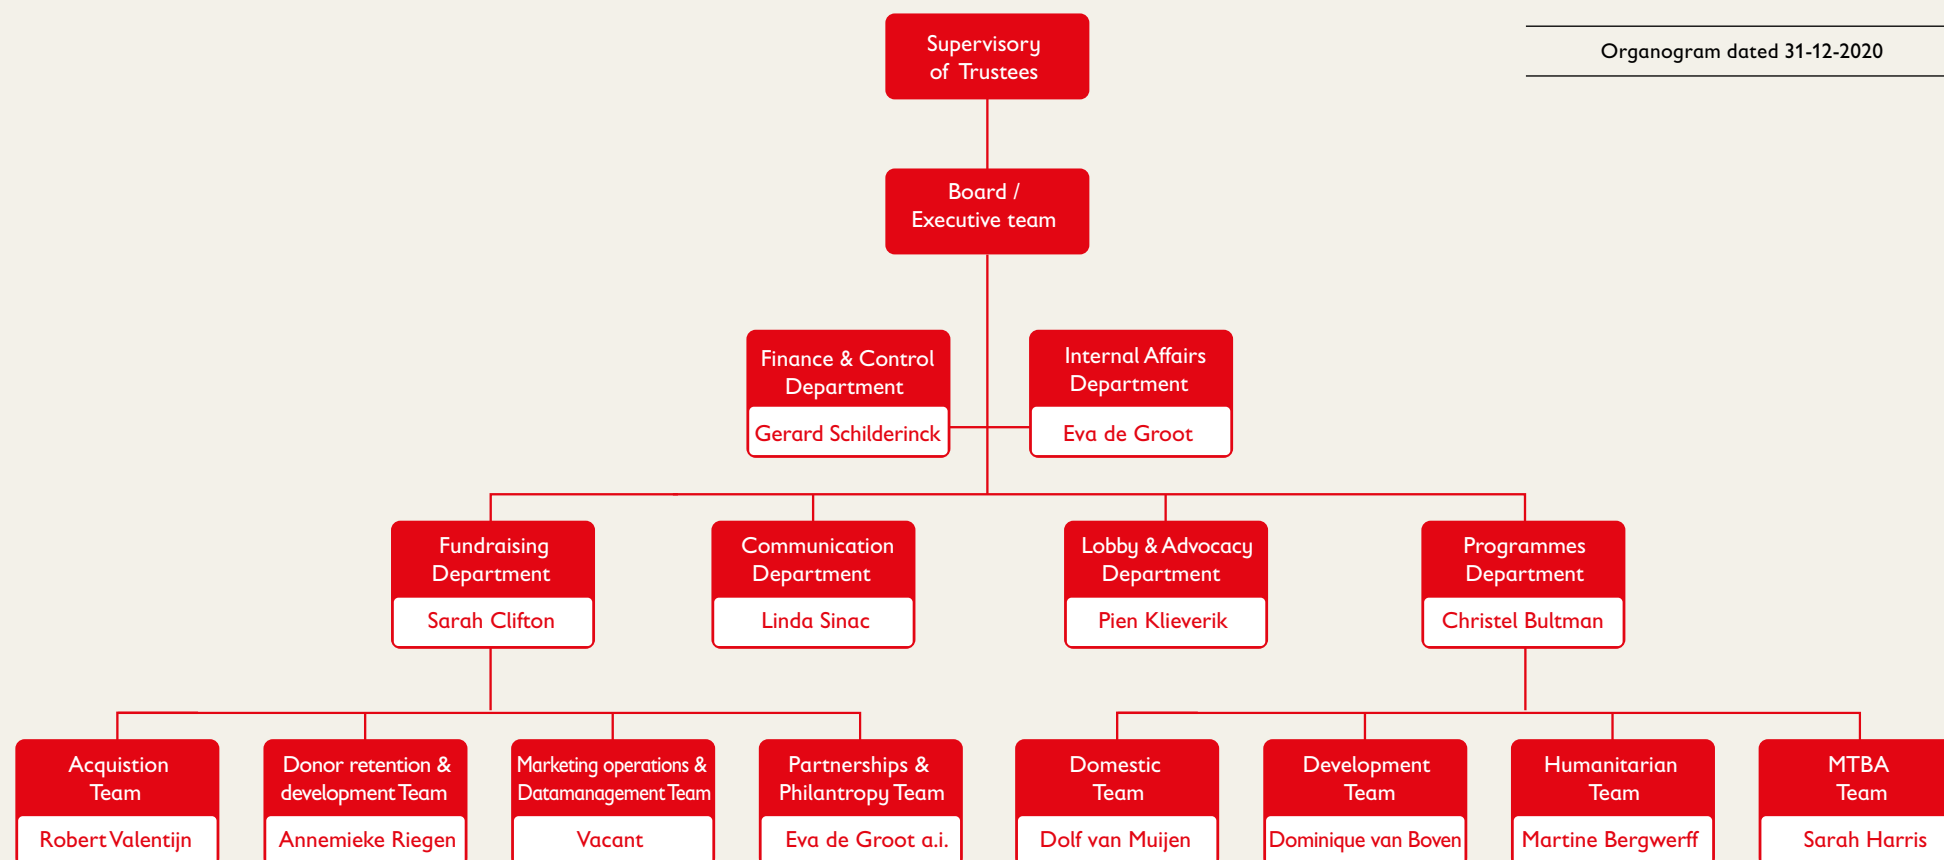 Supervisory
of Trustees
Organogram dated 31-12-2020
Board /
Executive team
Finance & Control
Department
Gerard Schilderinck
Internal Affairs
Department
Eva de Groot
Fundraising
Department
Sarah Clifton
Communication
Department
Linda Sinac
Lobby & Advocacy
Department
Pien Klieverik
Programmes
Department
Christel Bultman
Acquistion
Team
Robert Valentijn
Donor retention &
development Team
Annemieke Riegen
Marketing operations &
Datamanagement Team
Vacant
Partnerships &
Philantropy Team
Eva de Groot a.i.
Domestic
Team
Dolf van Muijen
Development
Team
Dominique van Boven
Humanitarian
Team
Martine Bergwerff
MTBA
Team
Sarah Harris